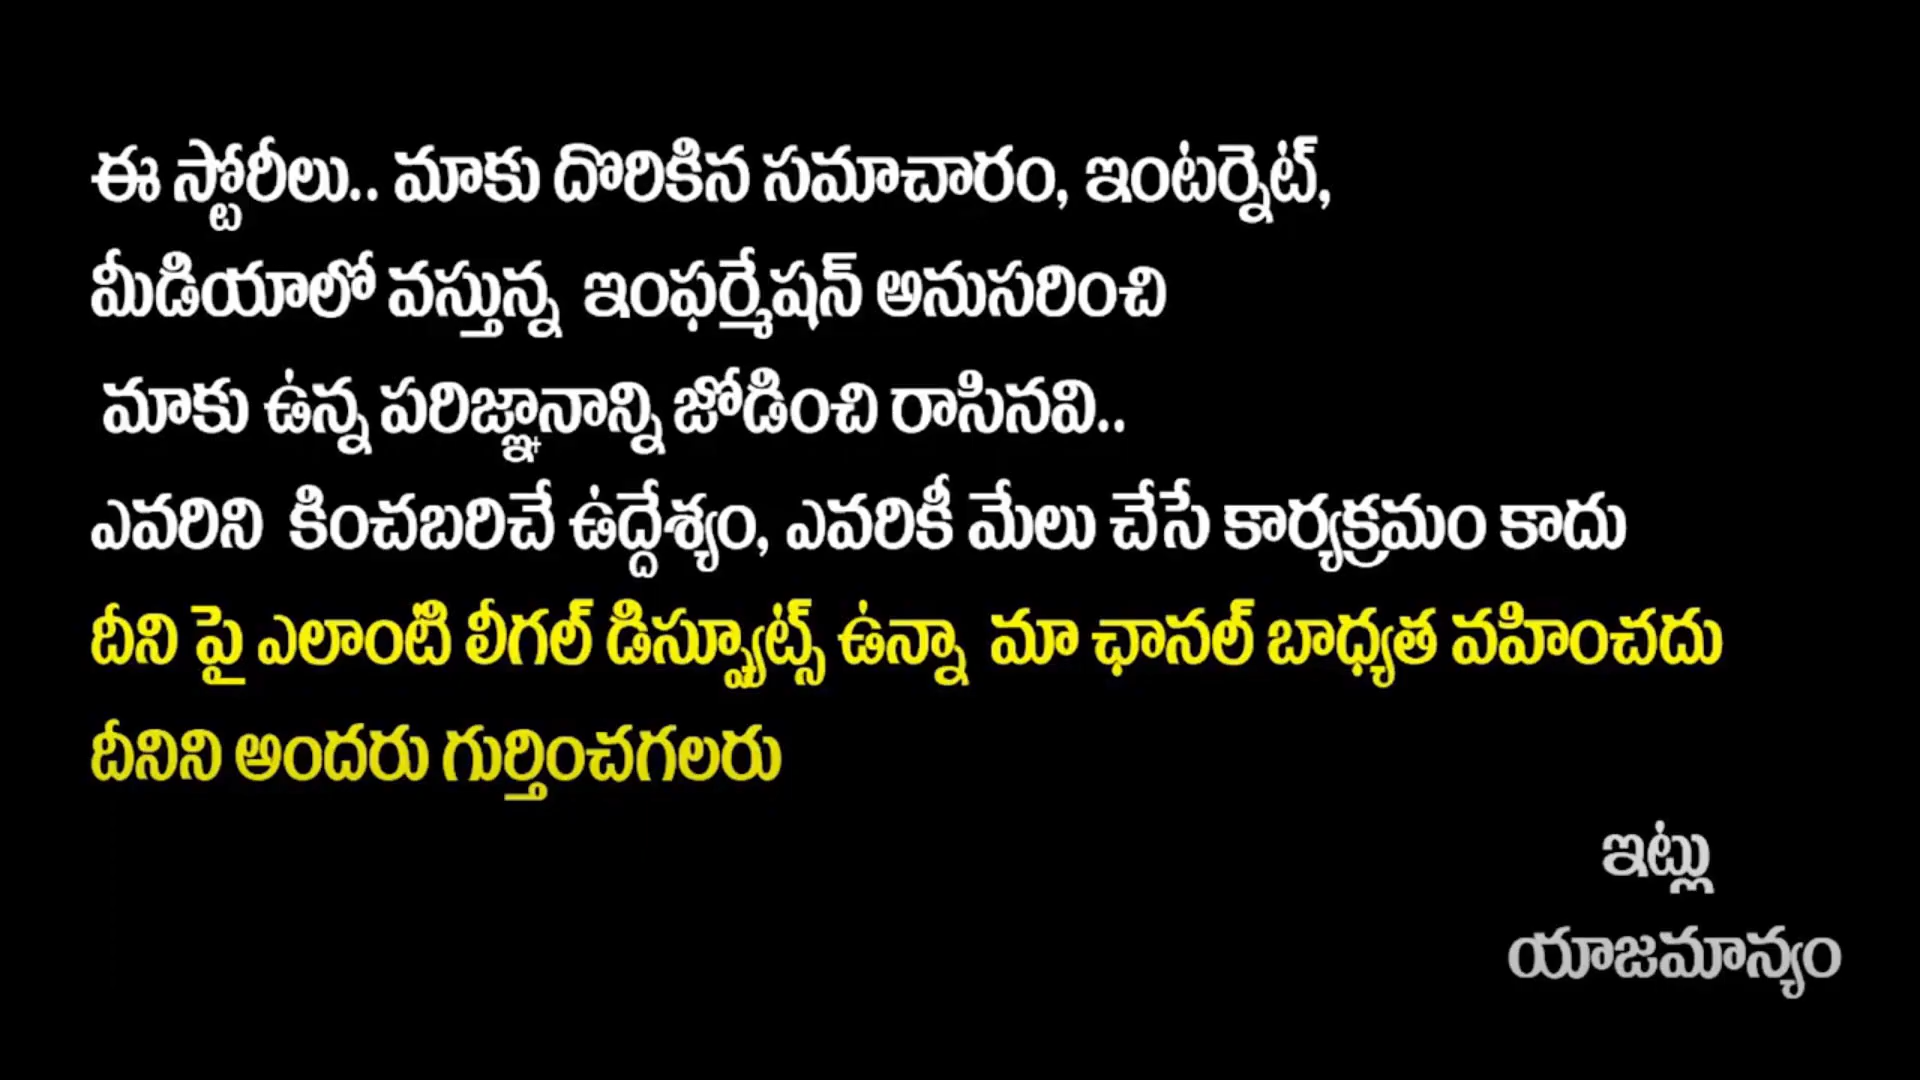 ఈ స్టోరీలు.. మాకు దొరికిన సమాచారం, ఇంటర్నెట్,
మీడియాలో వస్తున్న ఇంఫర్మేషన్ అనుసరించి
మాకు ఉన్న పరిజ్ఞానాన్ని జోడించి రాసినవి..
ఎవరిని కించబరిచే ఉద్దేశ్యం, ఎవరికీ మేలు చేసే కార్యక్రమం కాదు
దీని పై ఎలాంటి లీగల్ డిస్ప్యూట్స్ ఉన్నా మా ఛానల్ బాధ్యత వహించదు
దీనిని అందరు గుర్తించగలరు
ఇట్లు
యాజమాన్యం